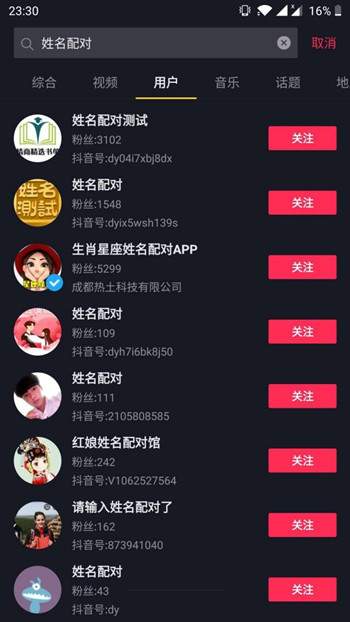 23:30
16%
姓名配对
取消
综合
视频
用户
音乐
话题
地
姓名配对测试
粉丝:3102
抖音号:dy04i7xbj8dx
关注
姓名配对
粉丝:1548
抖音号:dyix5wsh139s
关注
姓名
測試
生肖星座姓名配对APP
粉丝:5299
成都热土科技有限公司
关注
姓名配对
粉丝:109
抖音号:dyh7i6bk8j50
关注
姓名配对
粉丝:111
抖音号:2105808585
关注
红娘姓名配对馆
粉丝:242
抖音号:V1062527564
关注
请输入姓名配对了
粉丝:162
抖音号:873941040
关注
姓名配对
粉丝:43
抖音号:dy
关注